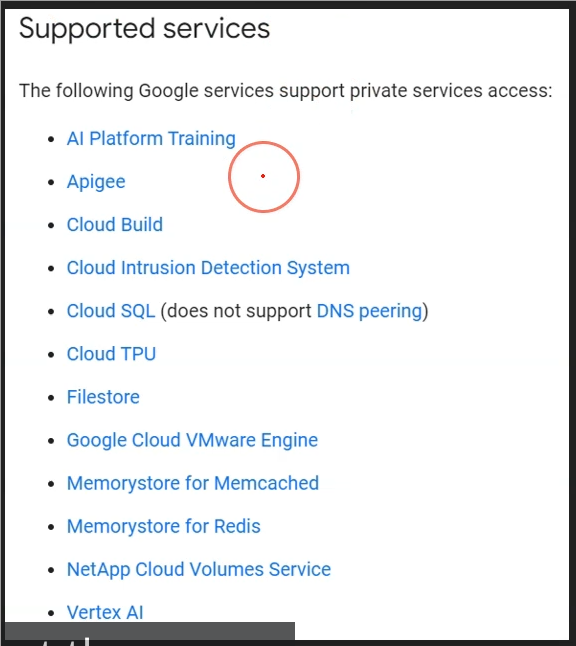 Supported services
The following Google services support private services access:
• AI Platform Training
• Apigee
• Cloud Build
• Cloud Intrusion Detection System
• Cloud SQL (does not support DNS peering)
• Cloud TPU
• Filestore
• Google Cloud VMware Engine
• Memorystore for Memcached
• Memorystore for Redis
• NetApp Cloud Volumes Service
• Vertex AI